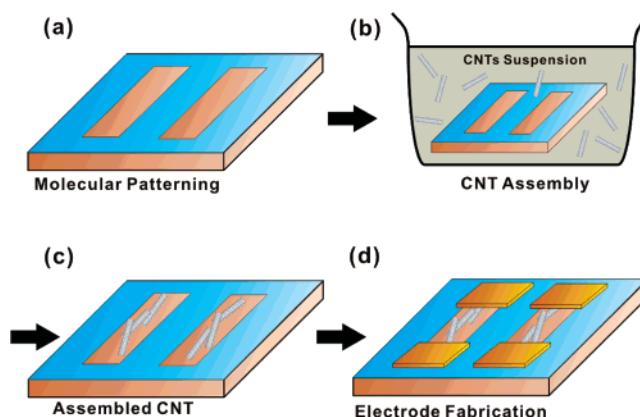 (a)
Molecular Patterning
(b)
CNTs Suspension
CNT Assembly
(c)
Assembled CNT
(d)
Electrode Fabrication